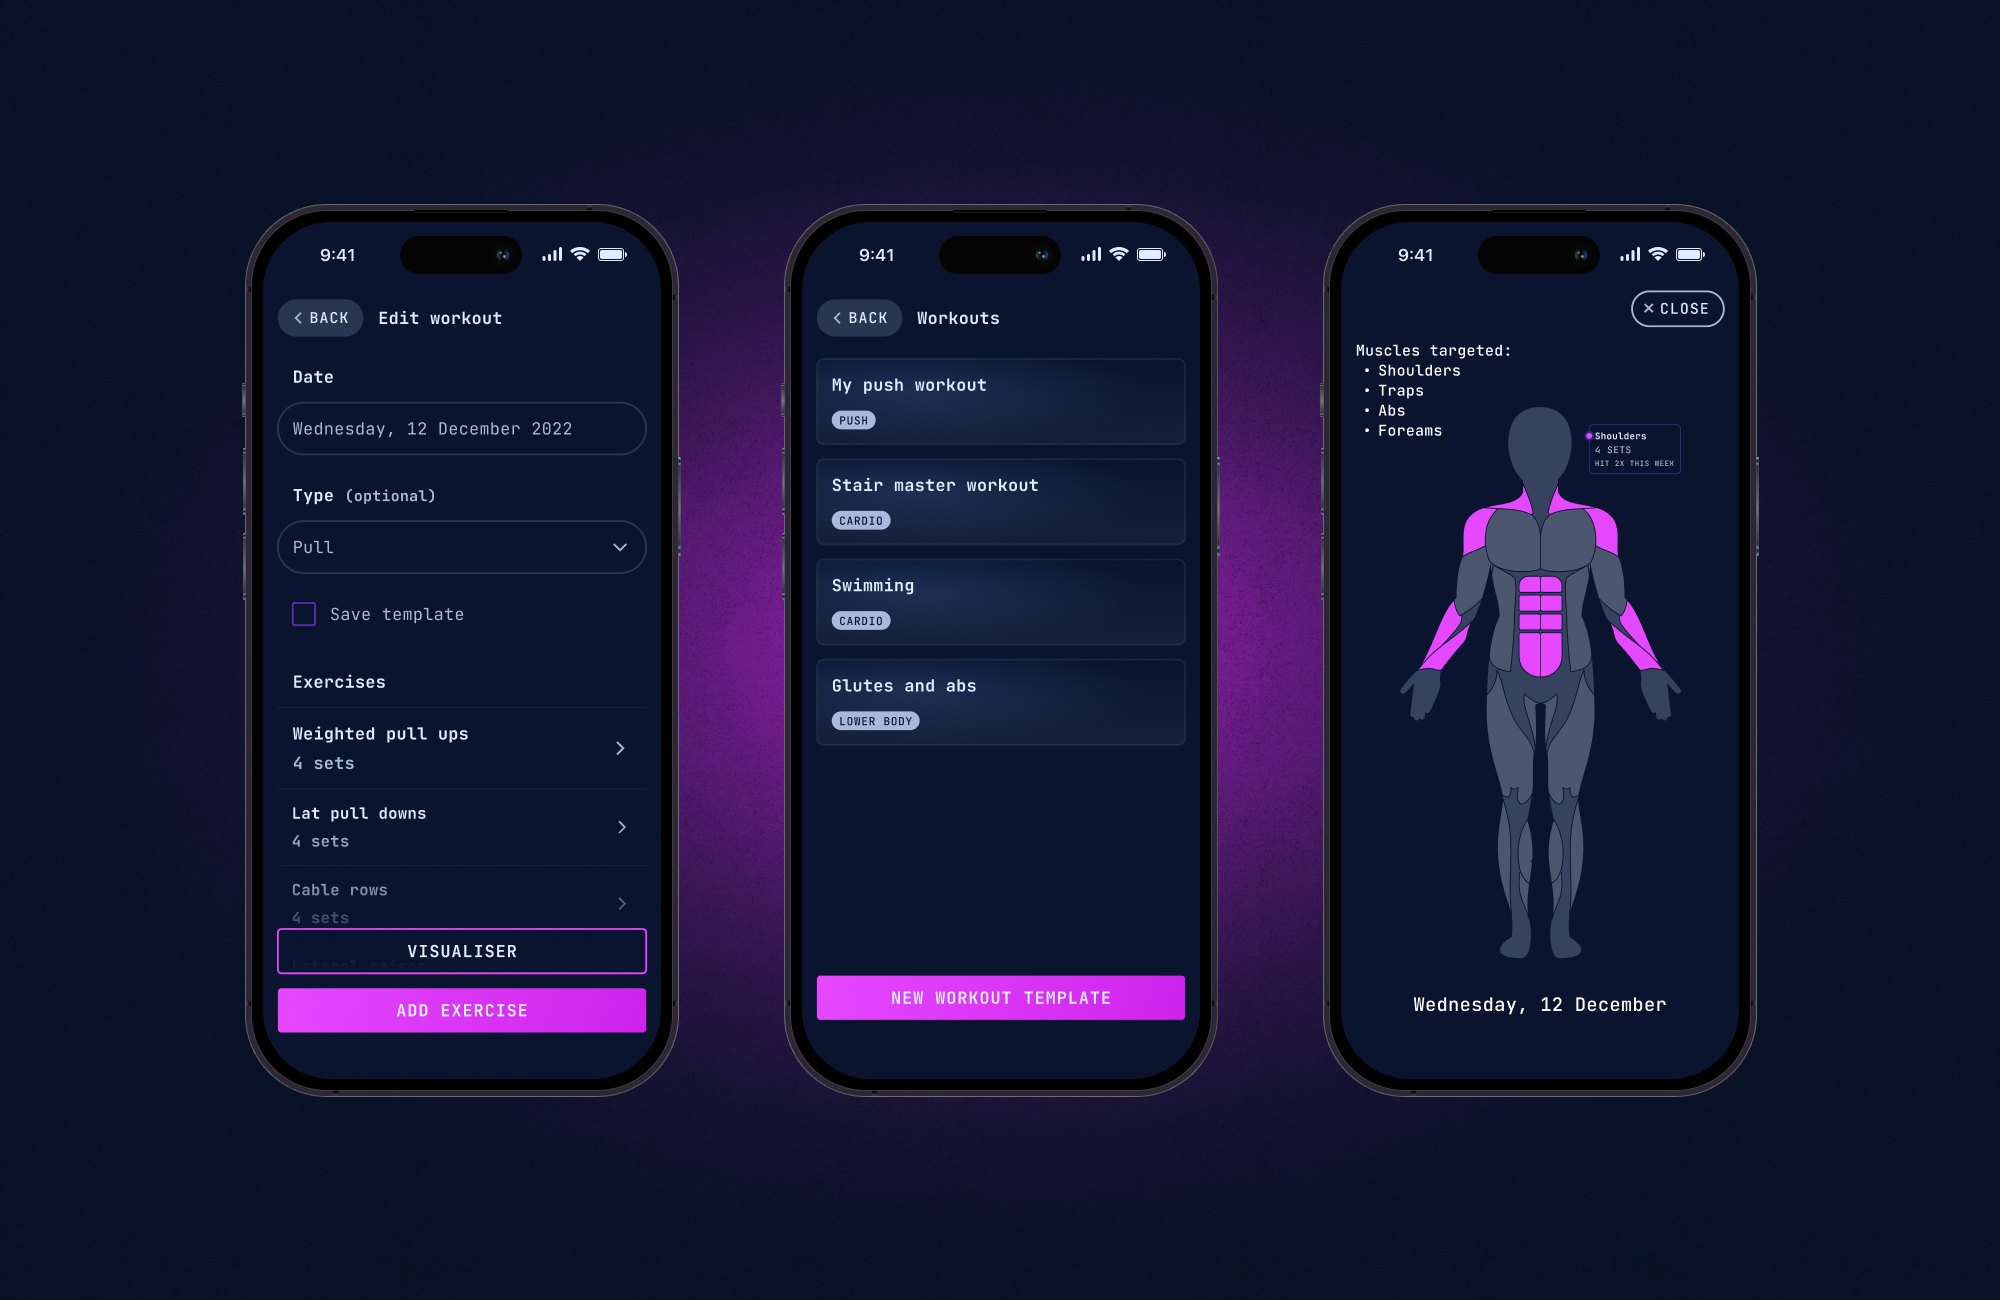 9:41
BACK
Edit workout
Date
Wednesday, 12 December 2022
Type (optional)
Pull
Save template
Exercises
Weighted pull ups
4 sets
Lat pull downs
4 sets
Cable rows
4 sets
Lateral raises
VISUALISER
ADD EXERCISE
9:41
BACK
Workouts
My push workout
PUSH
Stair master workout
CARDIO
Swimming
CARDIO
Glutes and abs
LOWER BODY
NEW WORKOUT TEMPLATE
9:41
CLOSE
Muscles targeted:
• Shoulders
• Traps
• Abs
• Foreams
Shoulders
4 SETS
HIT 2X THIS WEEK
Wednesday, 12 December